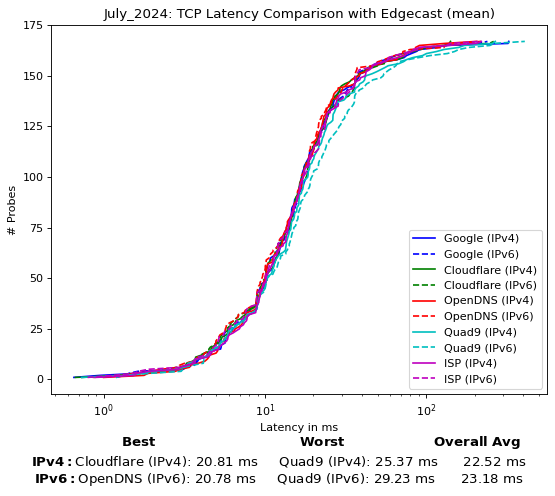 July_2024: TCP Latency Comparison with Edgecast (mean)
175
150
125
100
75
50
25
0
# Probes
Google (IPv4)
Google (IPv6)
Cloudflare (IPv4)
Cloudflare (IPv6)
OpenDNS (IPv4)
OpenDNS (IPv6)
Quad9 (IPv4)
Quad9 (IPv6)
ISP (IPv4)
ISP (IPv6)
10⁰ 10¹ 10²
Latency in ms
Best Worst Overall Avg
IPv4: Cloudflare (IPv4): 20.81 ms Quad9 (IPv4): 25.37 ms 22.52 ms
IPv6: OpenDNS (IPv6): 20.78 ms Quad9 (IPv6): 29.23 ms 23.18 ms